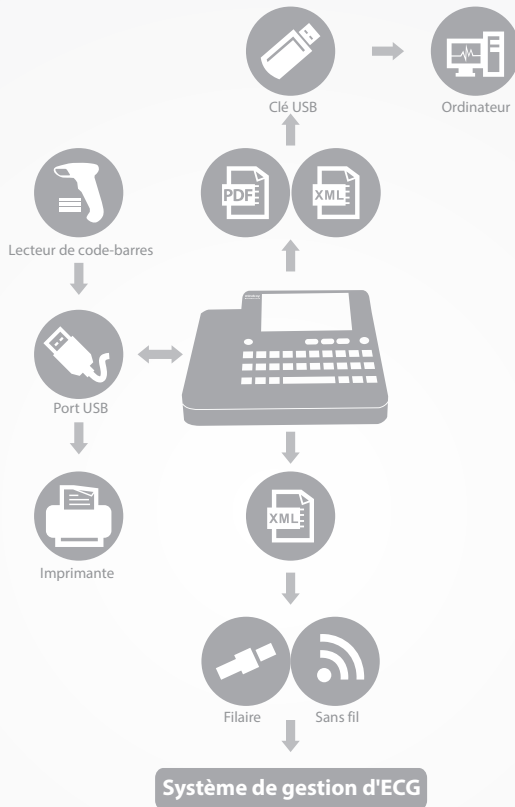 Clé USB
Ordinateur
PDF
XML
Lecteur de code-barres
Port USB
XML
Imprimante
Filaire
Sans fil
Système de gestion d'ECG